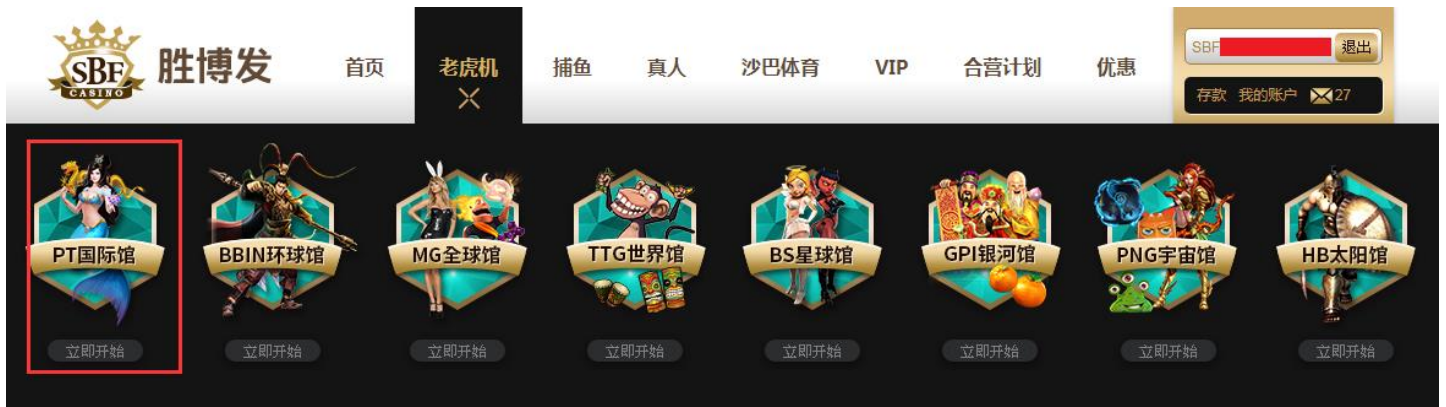 SBF
CASINO
胜博发
首页
老虎机
捕鱼
真人
沙巴体育
VIP
合营计划
优惠
SBF
退出
存款 我的账户 27
PT国际馆
BBIN环球馆
MG全球馆
TTG世界馆
BS星球馆
GPI银河馆
PNG宇宙馆
HB太阳馆
立即开始
立即开始
立即开始
立即开始
立即开始
立即开始
立即开始
立即开始